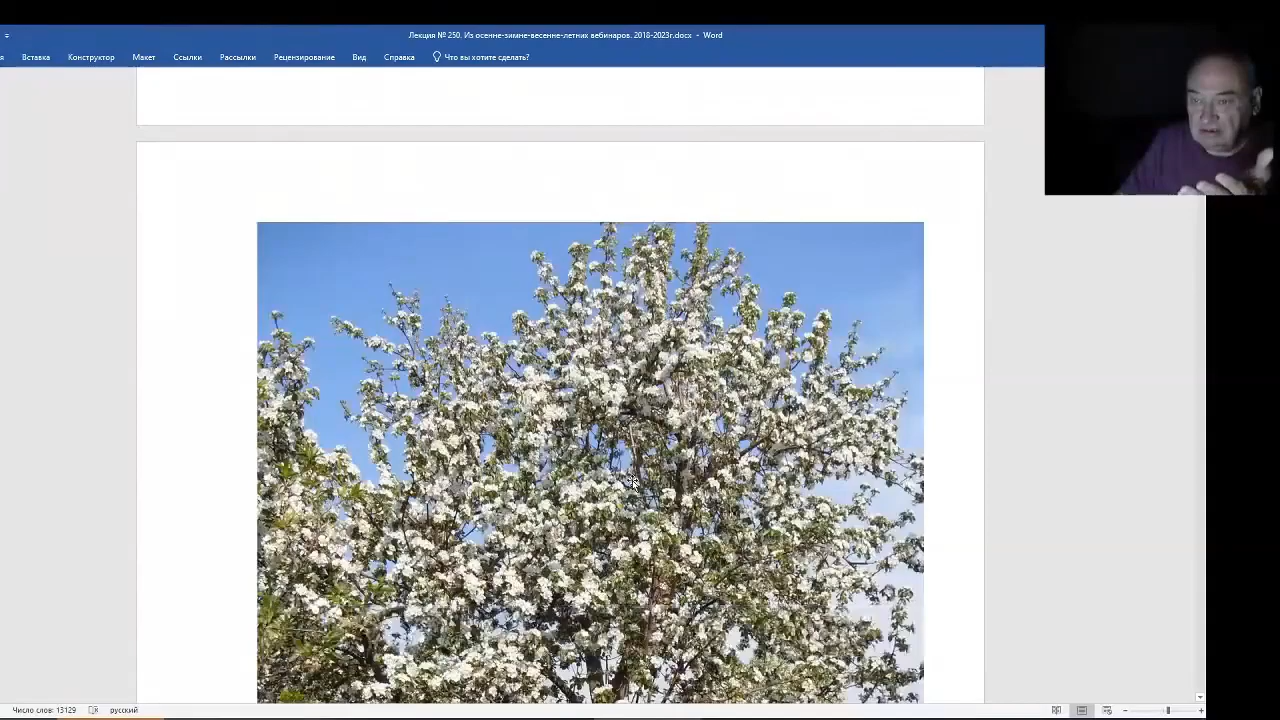 Лекция № 250. Из осенне-зимне-весенне-летних вебинаров. 2018-2023г.docx - Word
я Вставка Конструктор Макет Ссылки Рассылки Рецензирование Вид Справка Что вы хотите сделать?
Число слов: 13129 русский